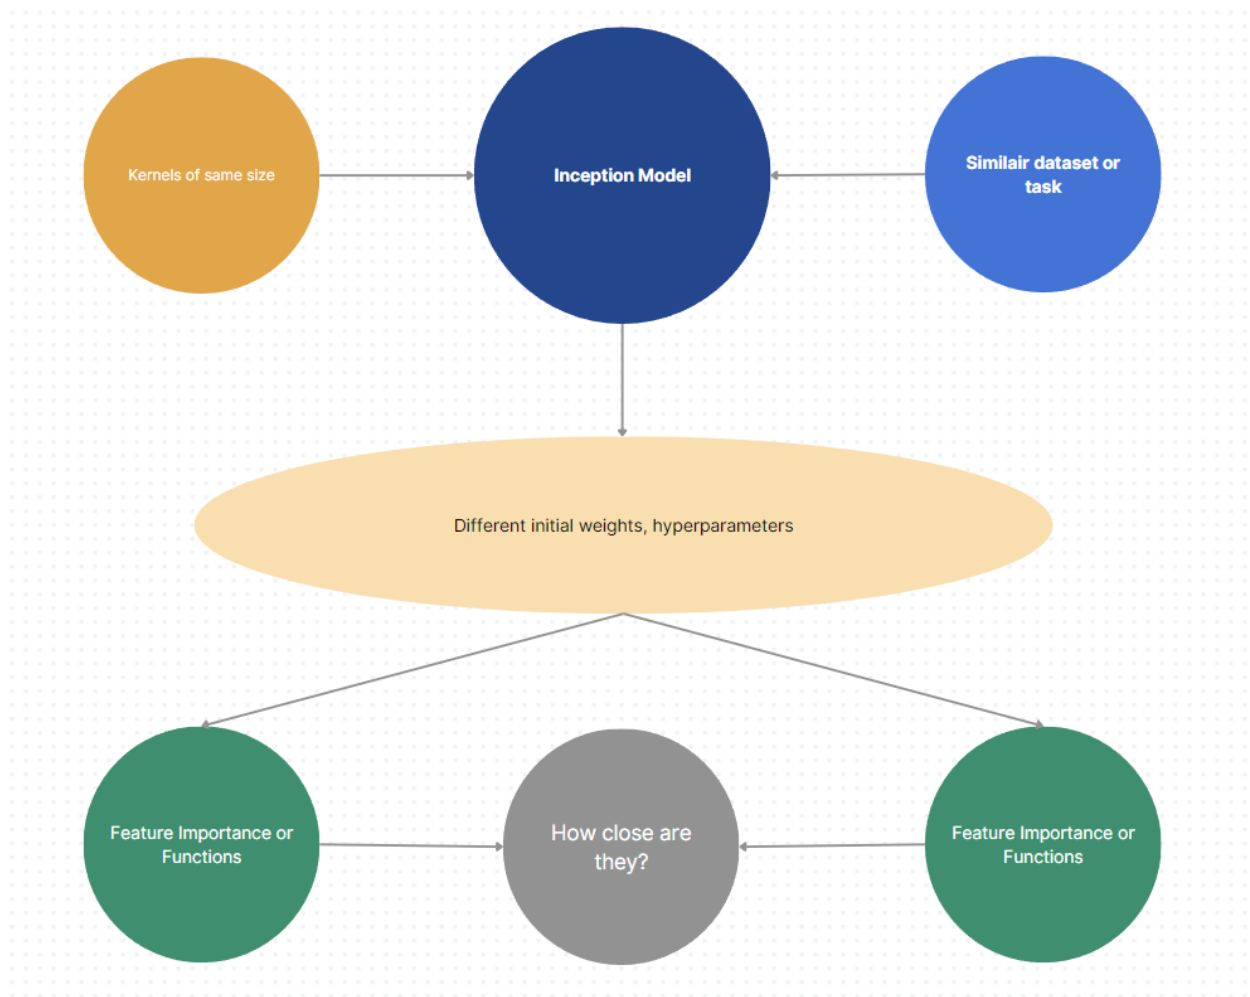 Kernels of same size
Inception Model
Similair dataset or
task
Different initial weights, hyperparameters
Feature Importance or
Functions
How close are
they?
Feature Importance or
Functions